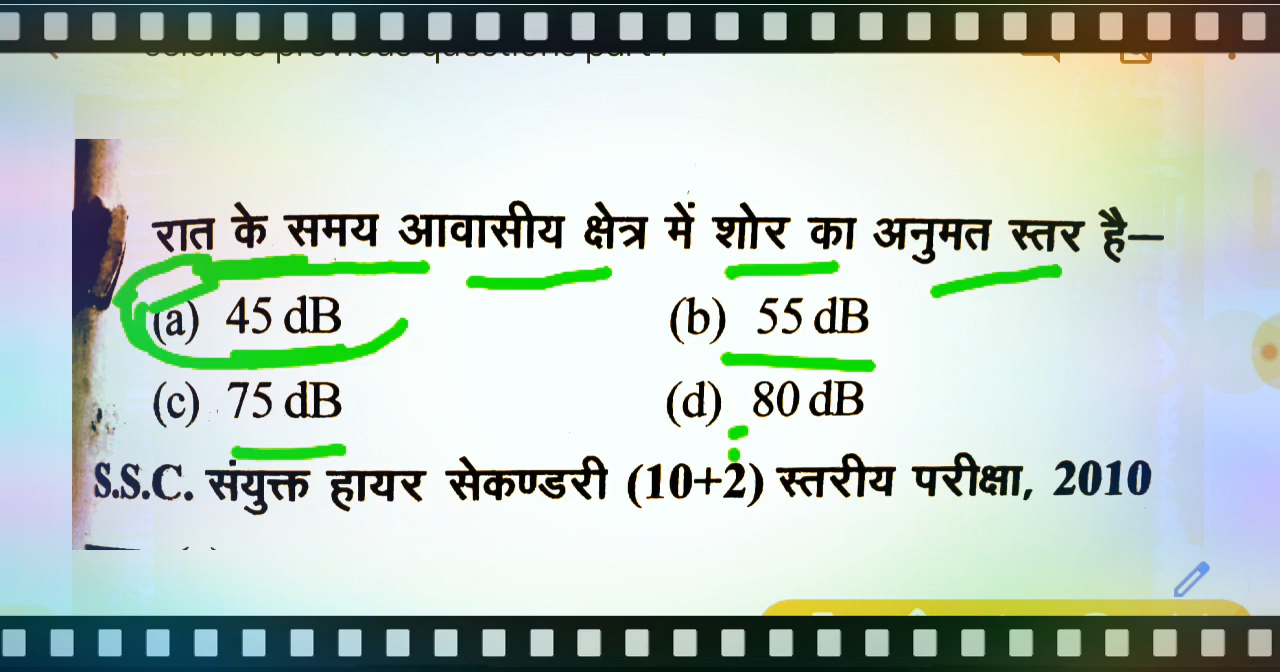 रात के समय आवासीय क्षेत्र में शोर का अनुमत स्तर है–
(a) 45 dB (b) 55 dB
(c) 75 dB (d) 80 dB
S.S.C. संयुक्त हायर सेकण्डरी (10+2) स्तरीय परीक्षा, 2010